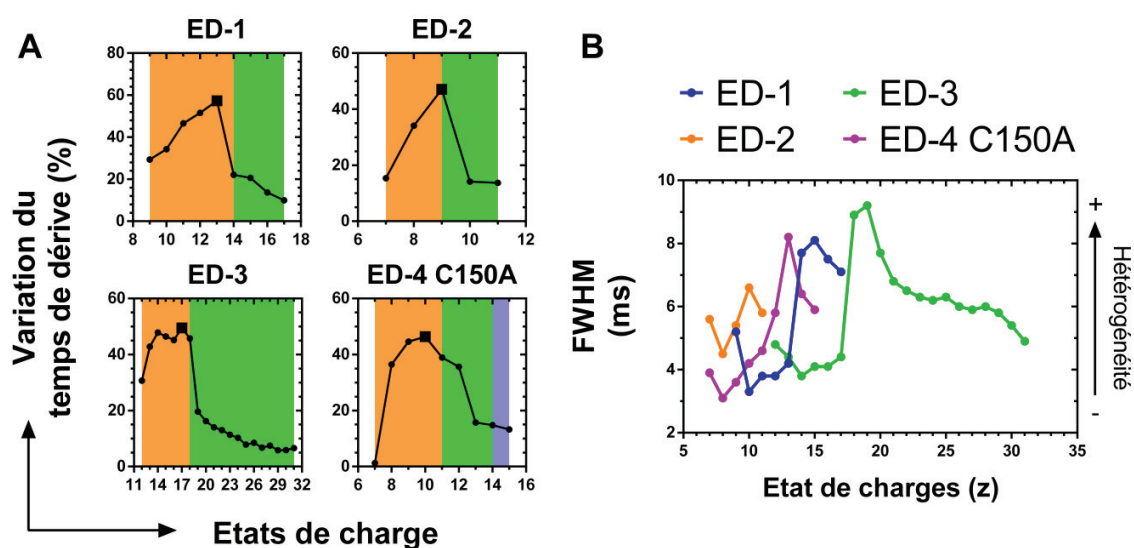 A
ED-1
ED-2
80
60
40
20
0
8 10 12 14 16 18
60
40
20
0
6 8 10 12
ED-3
ED-4 C150A
60
40
20
0
11 14 17 20 23 26 29 32
60
40
20
0
6 8 10 12 14 16
Variation du
temps de dérive (%)
Etats de charge
B
ED-1
ED-3
ED-2
ED-4 C150A
10
8
6
4
2
5 10 15 20 25 30 35
FWHM
(ms)
Etat de charges (z)
+
Hétérogénéité
-